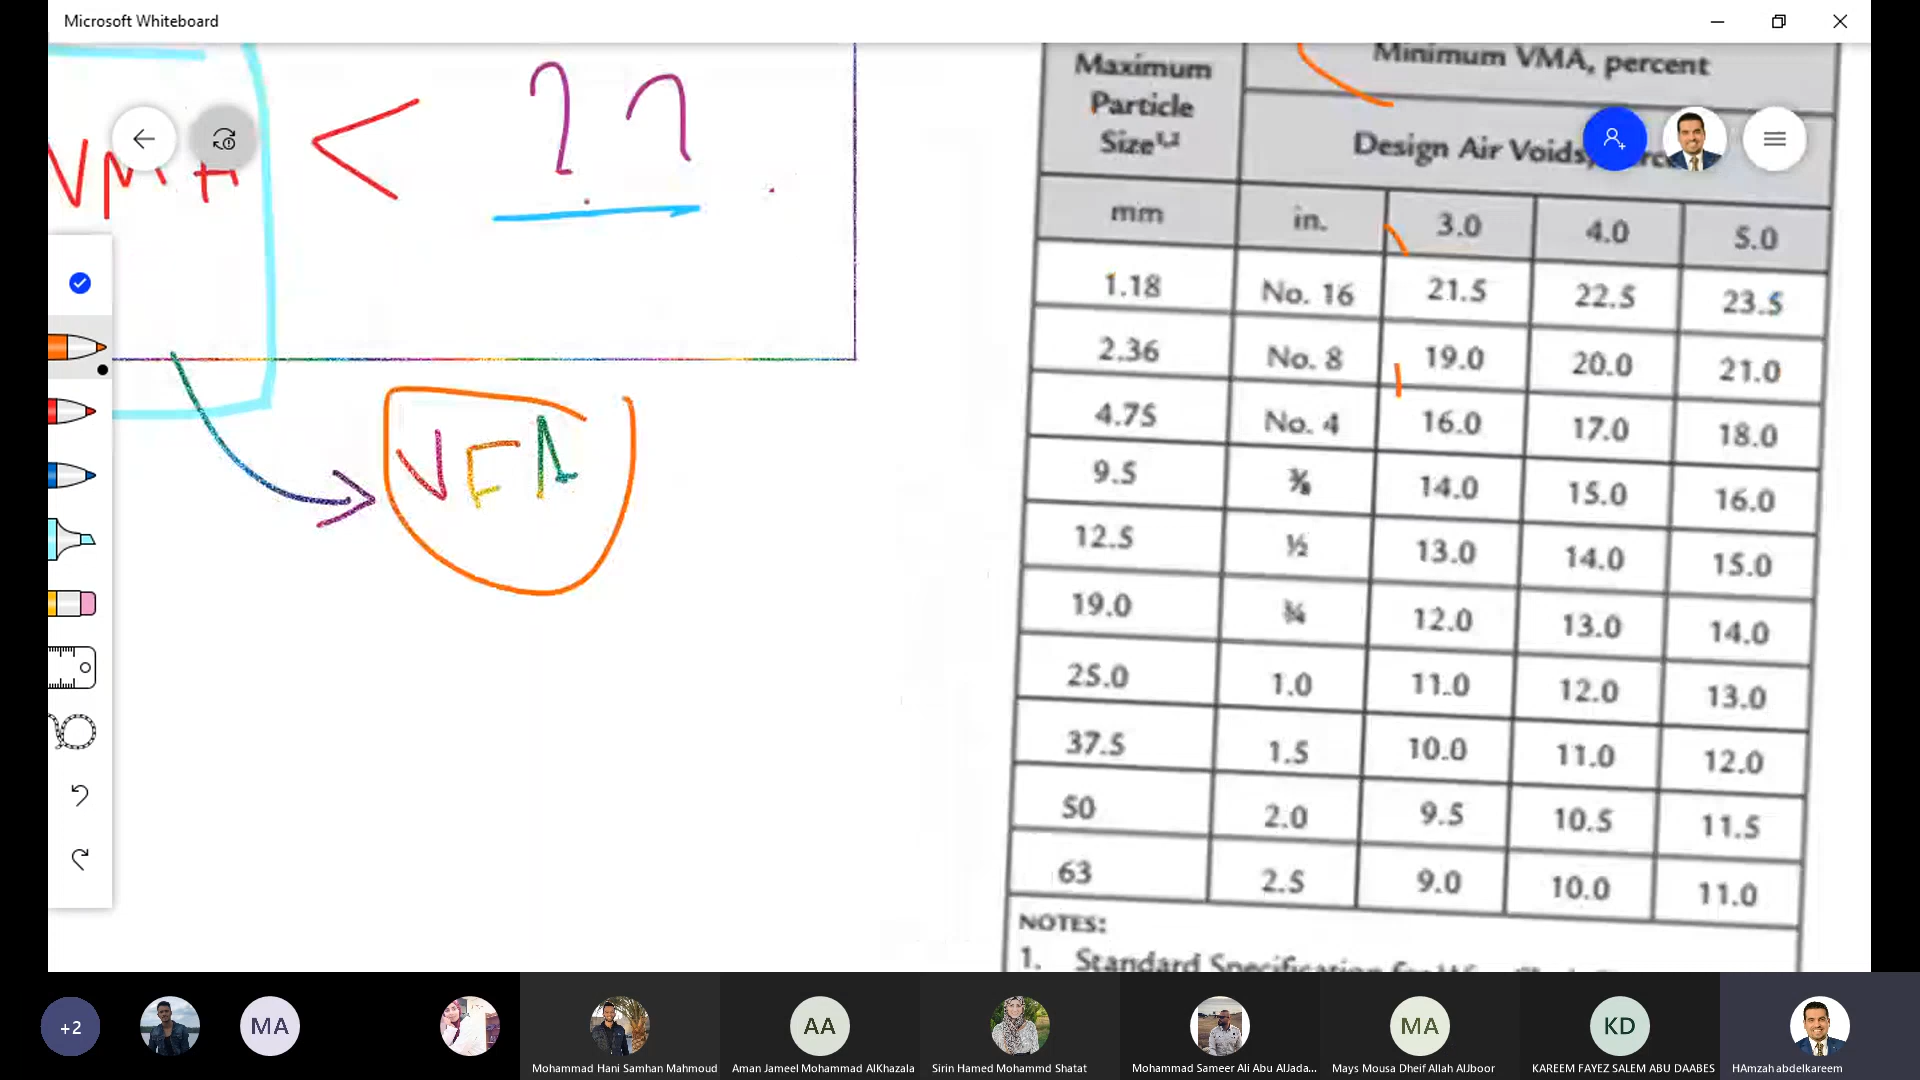 Microsoft Whiteboard
VMA < ??
VFA
Minimum VMA, percent
Maximum
Particle
Size1,2
Design Air Voids,
mm in. 3.0 4.0 5.0
1.18 No. 16 21.5 22.5 23.5
2.36 No. 8 19.0 20.0 21.0
4.75 No. 4 16.0 17.0 18.0
9.5 ⅜ 14.0 15.0 16.0
12.5 ½ 13.0 14.0 15.0
19.0 ¾ 12.0 13.0 14.0
25.0 1.0 11.0 12.0 13.0
37.5 1.5 10.0 11.0 12.0
50 2.0 9.5 10.5 11.5
63 2.5 9.0 10.0 11.0
NOTES:
1. Standard Specification for
+2
MA
AA
MA
KD
Mohammad Hani Samhan Mahmoud
Aman Jameel Mohammad AlKhazala
Sirin Hamed Mohammd Shatat
Mohammad Sameer Ali Abu AlJada...
Mays Mousa Dheif Allah AlJboor
KAREEM FAYEZ SALEM ABU DAABES
HAmzah abdelkareem